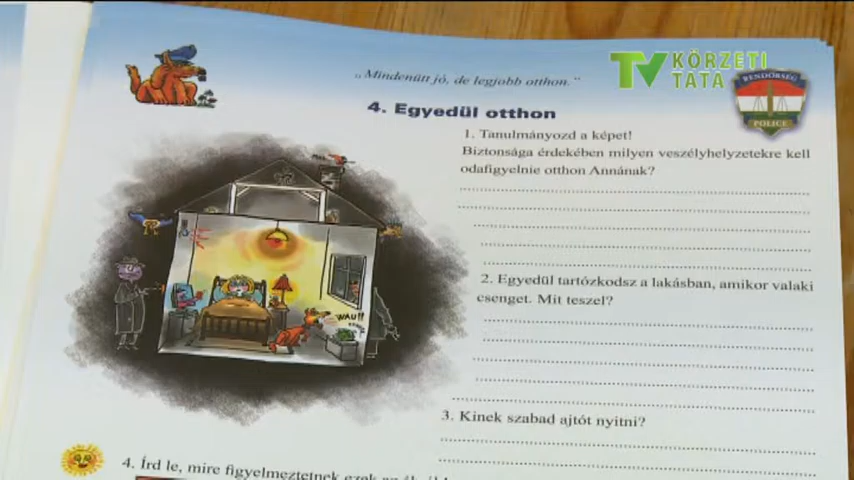 „Mindenütt jó, de legjobb otthon."
TV KÖRZETI
TATA
RENDŐRSÉG
POLICE
4. Egyedül otthon
1. Tanulmányozd a képet!
Biztonsága érdekében milyen veszélyhelyzetekre kell
odafigyelnie otthon Annának?
WAU!!
2. Egyedül tartózkodsz a lakásban, amikor valaki
csenget. Mit teszel?
3. Kinek szabad ajtót nyitni?
4. Írd le, mire figyelmeztetnek ezek az